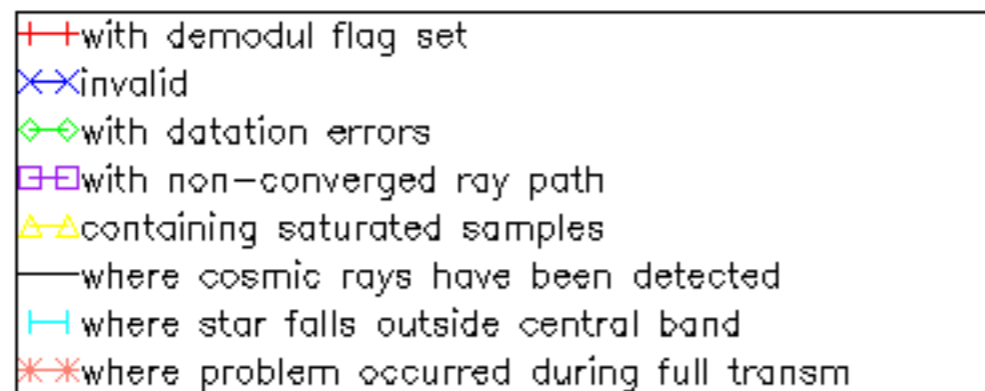 with demodul flag set
invalid
with datation errors
with non-converged ray path
containing saturated samples
where cosmic rays have been detected
where star falls outside central band
where problem occurred during full transm